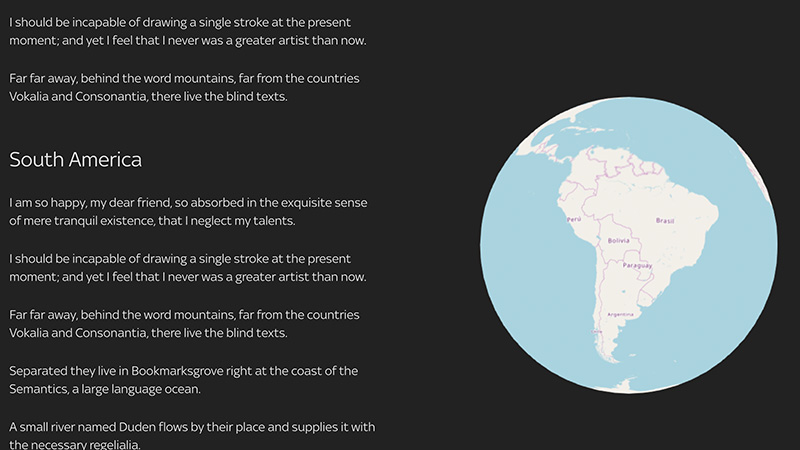 I should be incapable of drawing a single stroke at the present
moment; and yet I feel that I never was a greater artist than now.
Far far away, behind the word mountains, far from the countries
Vokalia and Consonantia, there live the blind texts.
South America
I am so happy, my dear friend, so absorbed in the exquisite sense
of mere tranquil existence, that I neglect my talents.
I should be incapable of drawing a single stroke at the present
moment; and yet I feel that I never was a greater artist than now.
Far far away, behind the word mountains, far from the countries
Vokalia and Consonantia, there live the blind texts.
Separated they live in Bookmarksgrove right at the coast of the
Semantics, a large language ocean.
A small river named Duden flows by their place and supplies it with
the necessary regelialia.
Perú
Brasil
Bolivia
Paraguay
Argentina